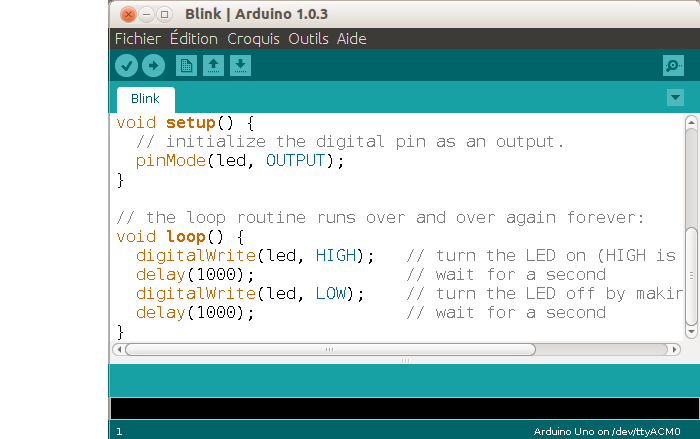 Blink | Arduino 1.0.3
Fichier Édition Croquis Outils Aide
Blink
void setup() {
  // initialize the digital pin as an output.
  pinMode(led, OUTPUT);
}

// the loop routine runs over and over again forever:
void loop() {
  digitalWrite(led, HIGH);   // turn the LED on (HIGH is
  delay(1000);               // wait for a second
  digitalWrite(led, LOW);    // turn the LED off by makin
  delay(1000);               // wait for a second
}
1
Arduino Uno on /dev/ttyACM0